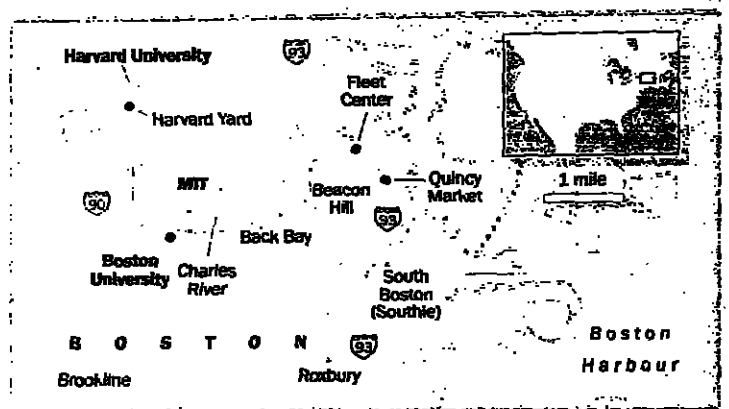 Harvard University
93
Fleet
Center
Harvard Yard
MIT
90
Beacon
Hill
Quincy
Market
1 mile
93
Back Bay
Boston
University
Charles
River
South
Boston
(Southie)
BOSTON
93
Boston
Harbour
Brookline
Roxbury